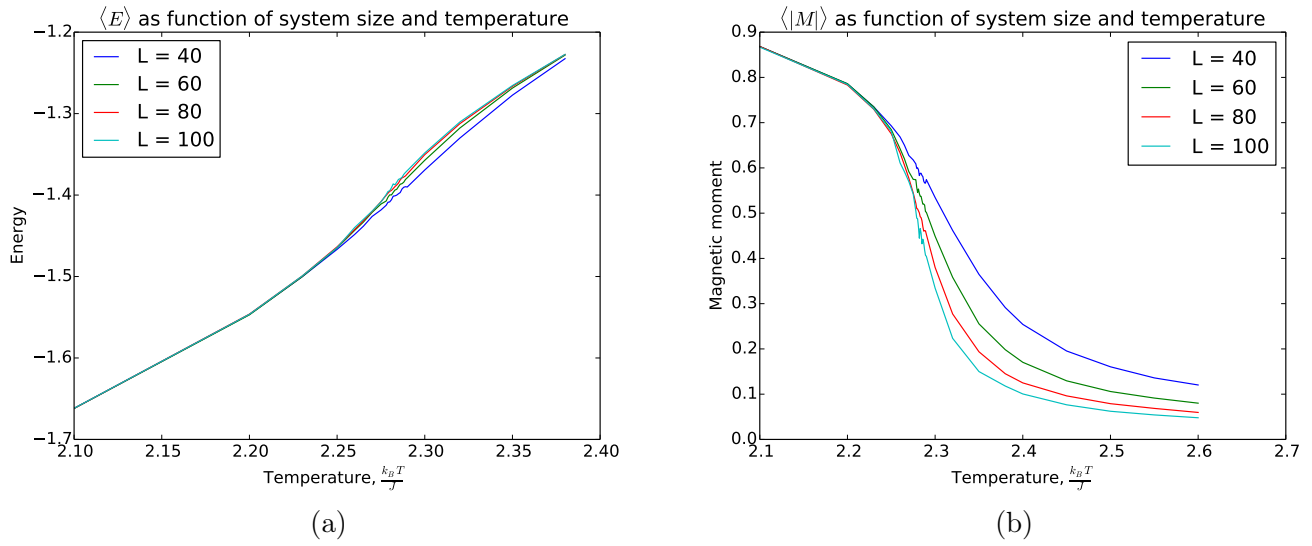 ⟨E⟩ as function of system size and temperature
−1.2
−1.3
−1.4
−1.5
−1.6
−1.7
Energy
L = 40
L = 60
L = 80
L = 100
2.10 2.15 2.20 2.25 2.30 2.35 2.40
Temperature, k_B T / J
(a)
⟨|M|⟩ as function of system size and temperature
0.9
0.8
0.7
0.6
0.5
0.4
0.3
0.2
0.1
0.0
Magnetic moment
L = 40
L = 60
L = 80
L = 100
2.1 2.2 2.3 2.4 2.5 2.6 2.7
Temperature, k_B T / J
(b)